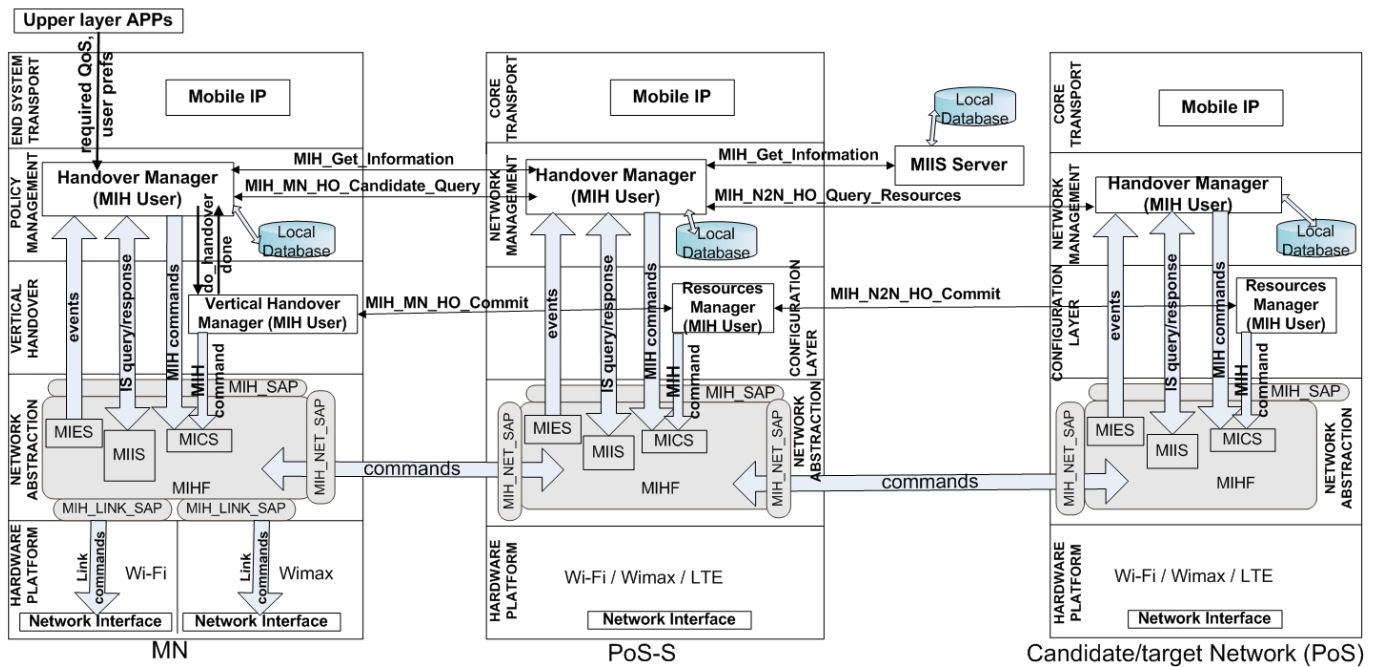 Upper layer APPs
required QoS,
user prefs
END SYSTEM
TRANSPORT
Mobile IP
POLICY
MANAGEMENT
Handover Manager
(MIH User)
Local
Database
do_handover
done
events
IS query/response
MIH commands
VERTICAL
HANDOVER
Vertical Handover
Manager (MIH User)
MIH
command
NETWORK
ABSTRACTION
MIH_SAP
MIH_NET_SAP
MIES
MIIS
MICS
MIHF
MIH_LINK_SAP
MIH_LINK_SAP
HARDWARE
PLATFORM
Link
commands
Wi-Fi
Link
commands
Wimax
Network Interface
Network Interface
MN
MIH_Get_Information
MIH_MN_HO_Candidate_Query
MIH_MN_HO_Commit
commands
CORE
TRANSPORT
Mobile IP
NETWORK
MANAGEMENT
Handover Manager
(MIH User)
Local
Database
events
IS query/response
MIH commands
Resources
Manager
(MIH User)
CONFIGURATION
LAYER
MIH
command
MIH_SAP
MIH_NET_SAP
MIES
MIIS
MICS
MIHF
MIH_NET_SAP
NETWORK
ABSTRACTION
HARDWARE
PLATFORM
Wi-Fi / Wimax / LTE
Network Interface
PoS-S
Local
Database
MIIS Server
MIH_Get_Information
MIH_N2N_HO_Query_Resources
MIH_N2N_HO_Commit
commands
CORE
TRANSPORT
Mobile IP
NETWORK
MANAGEMENT
Handover Manager
(MIH User)
Local
Database
CONFIGURATION
LAYER
events
IS query/response
MIH commands
Resources
Manager
(MIH User)
MIH
command
MIH_SAP
MIH_NET_SAP
MIES
MIIS
MICS
MIHF
NETWORK
ABSTRACTION
HARDWARE
PLATFORM
Wi-Fi / Wimax / LTE
Network Interface
Candidate/target Network (PoS)